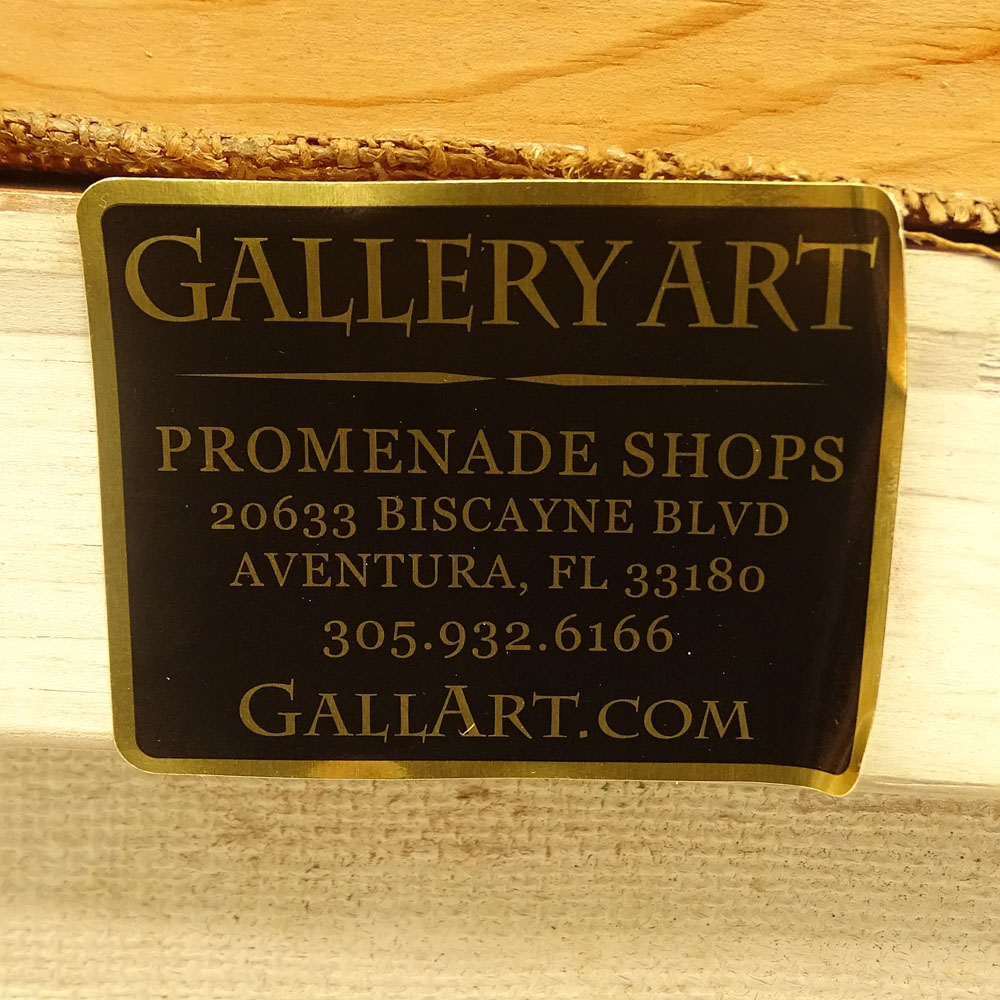 GALLERY ART
PROMENADE SHOPS
20633 BISCAYNE BLVD
AVENTURA, FL 33180
305.932.6166
GALLART.COM